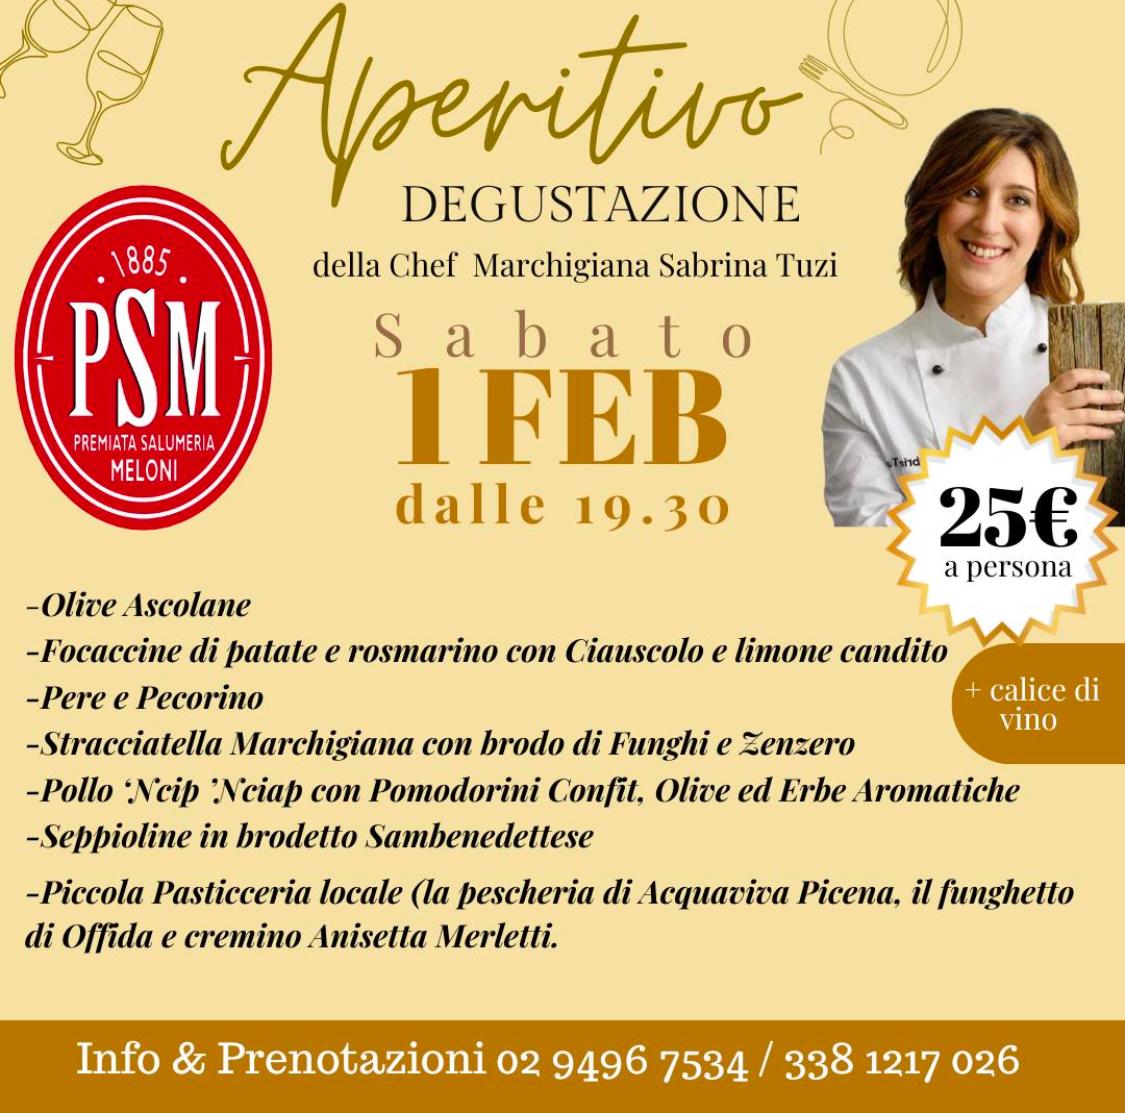 Aperitivo
DEGUSTAZIONE
della Chef Marchigiana Sabrina Tuzi
1885
PSM
PREMIATA SALUMERIA
MELONI
Sabato
1 FEB
dalle 19.30
25€
a persona
+ calice di
vino
-Olive Ascolane
-Focaccine di patate e rosmarino con Ciauscolo e limone candito
-Pere e Pecorino
-Stracciatella Marchigiana con brodo di Funghi e Zenzero
-Pollo ‘Ncip ’Nciap con Pomodorini Confit, Olive ed Erbe Aromatiche
-Seppioline in brodetto Sambenedettese
-Piccola Pasticceria locale (la pescheria di Acquaviva Picena, il funghetto
di Offida e cremino Anisetta Merletti.
Info & Prenotazioni 02 9496 7534 / 338 1217 026